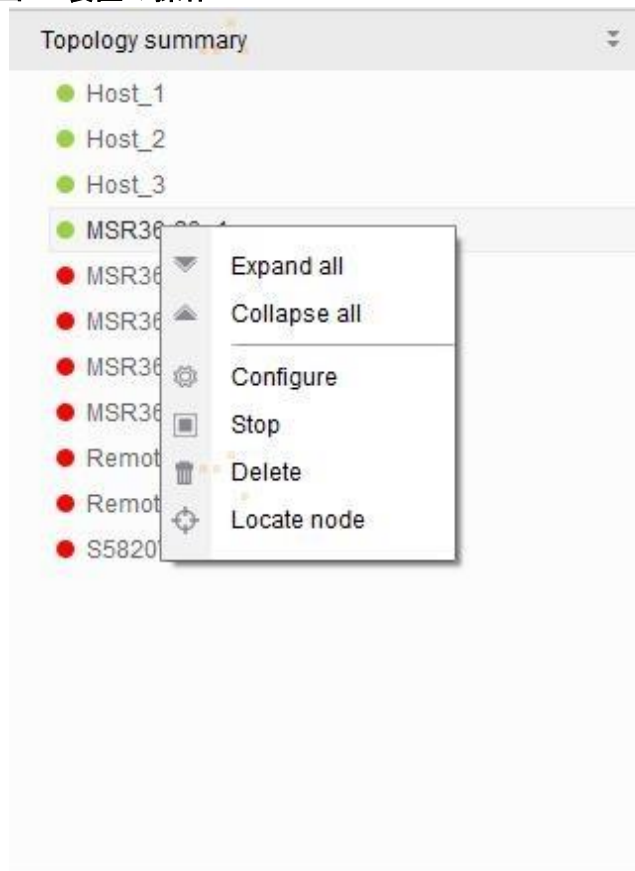 Topology summary
Host_1
Host_2
Host_3
MSR36
MSR36
MSR36
MSR36
MSR36
Remot
Remot
S5820
Expand all
Collapse all
Configure
Stop
Delete
Locate node